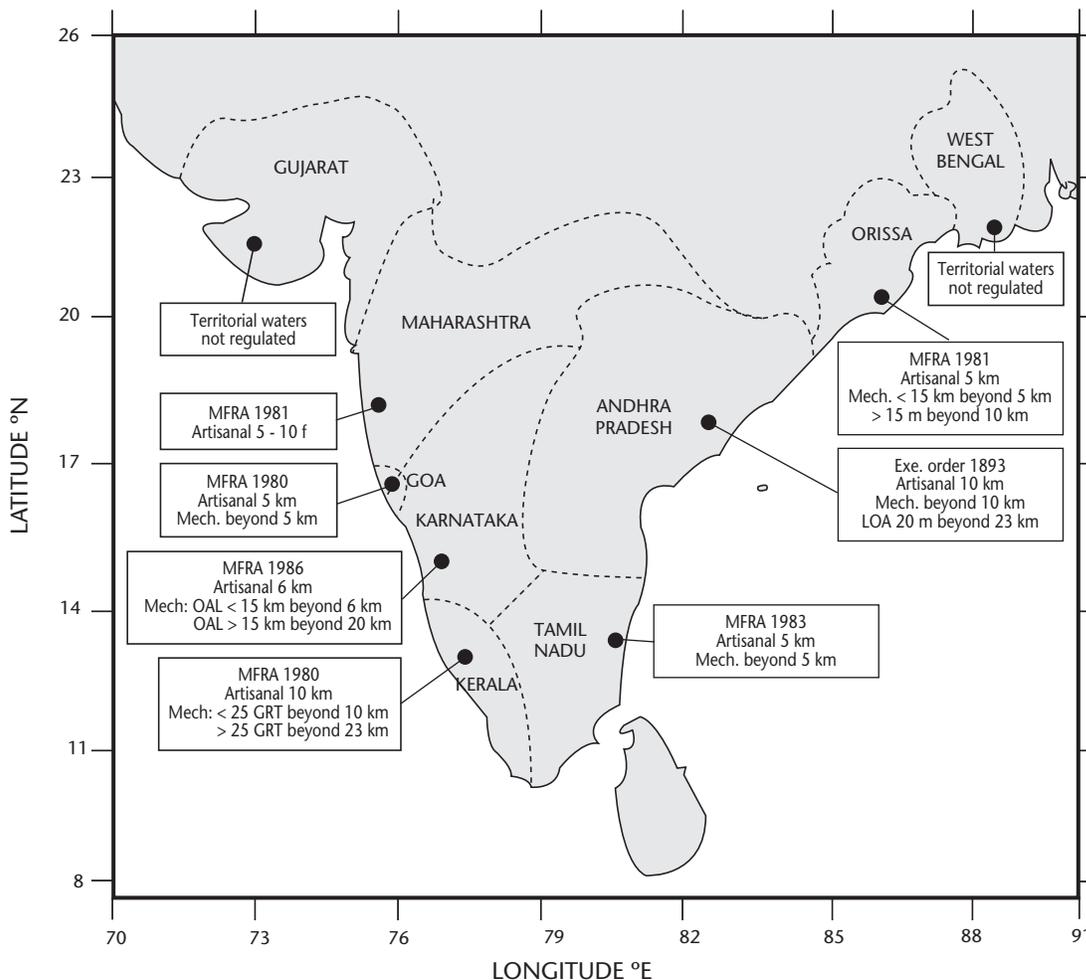 26
23
20
17
14
11
8
LATITUDE ºN
70
73
76
79
82
85
88
91
LONGITUDE ºE
GUJARAT
WEST
BENGAL
ORISSA
MAHARASHTRA
ANDHRA
PRADESH
GOA
KARNATAKA
TAMIL
NADU
KERALA
Territorial waters
not regulated
MFRA 1981
Artisanal 5 - 10 f
MFRA 1980
Artisanal 5 km
Mech. beyond 5 km
MFRA 1986
Artisanal 6 km
Mech: OAL < 15 km beyond 6 km
OAL > 15 km beyond 20 km
MFRA 1980
Artisanal 10 km
Mech: < 25 GRT beyond 10 km
> 25 GRT beyond 23 km
Territorial waters
not regulated
MFRA 1981
Artisanal 5 km
Mech. < 15 km beyond 5 km
> 15 m beyond 10 km
Exe. order 1893
Artisanal 10 km
Mech. beyond 10 km
LOA 20 m beyond 23 km
MFRA 1983
Artisanal 5 km
Mech. beyond 5 km